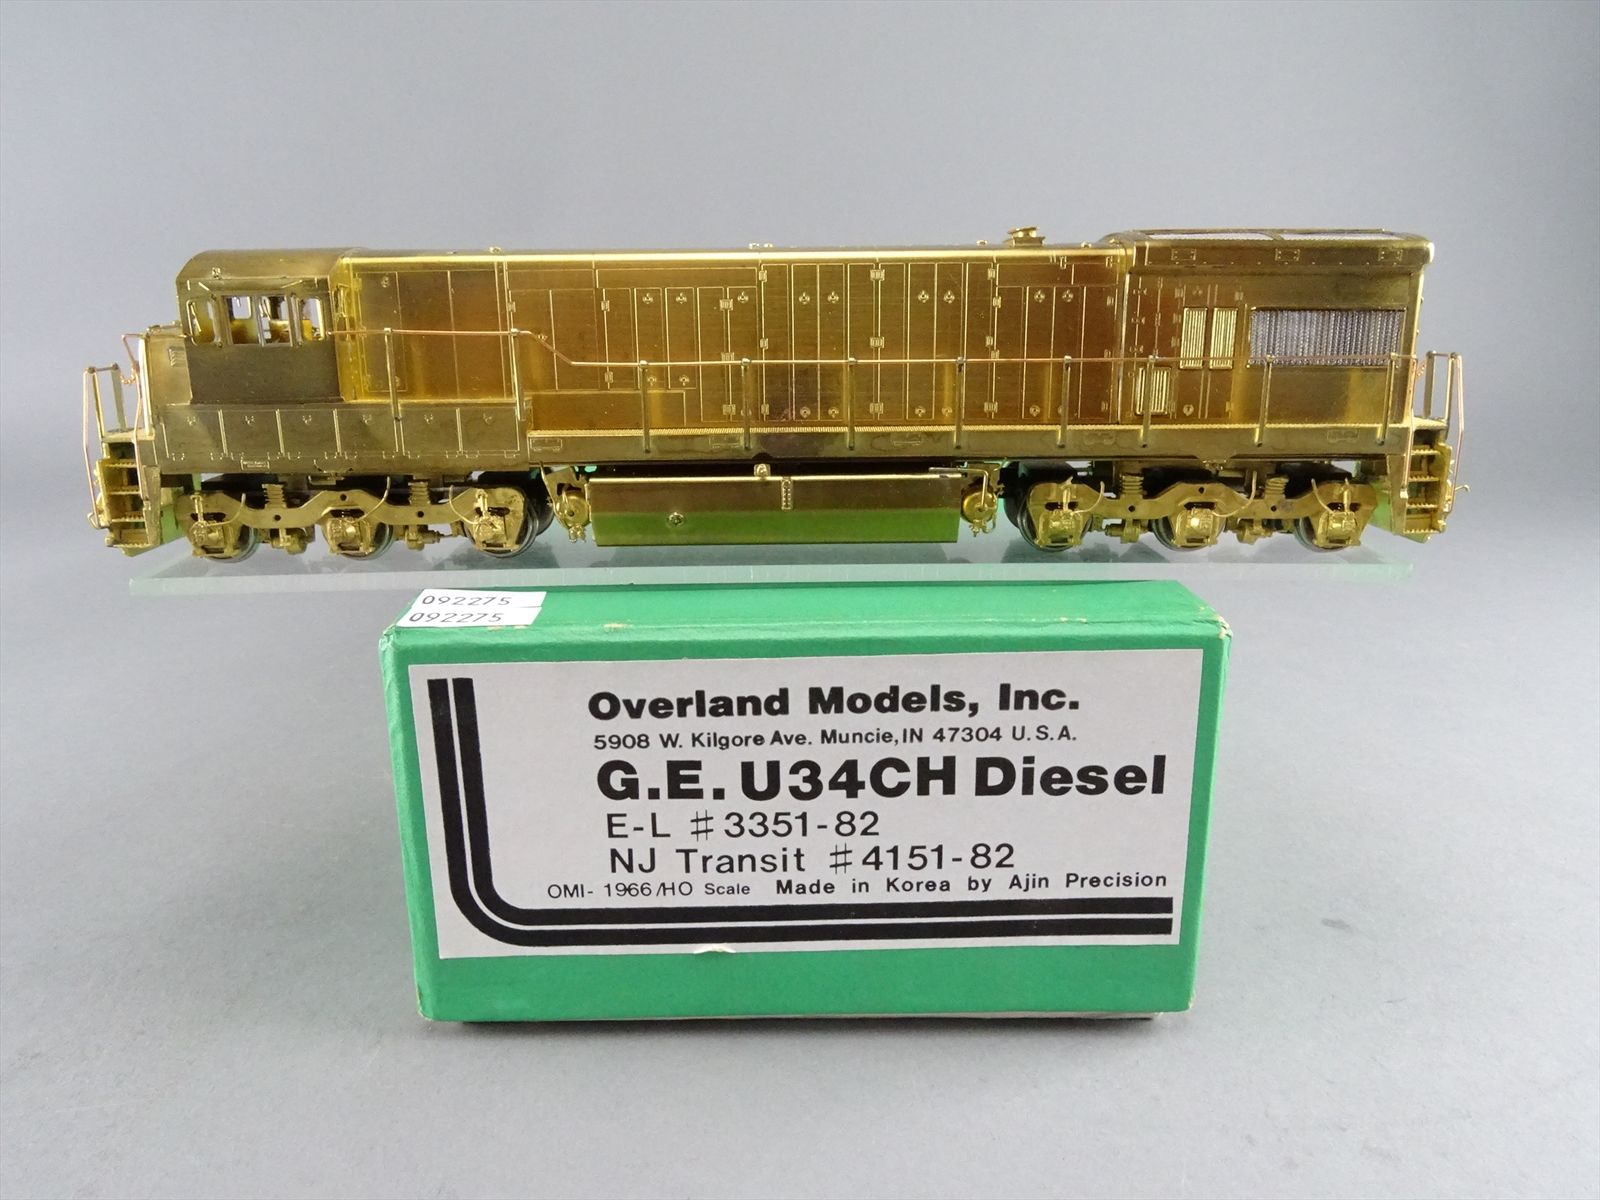 092275
092275
Overland Models, Inc.
5908 W. Kilgore Ave. Muncie, IN 47304 U.S.A.
G.E. U34CH Diesel
E-L #3351-82
NJ Transit #4151-82
OMI- 1966/HO Scale Made in Korea by Ajin Precision